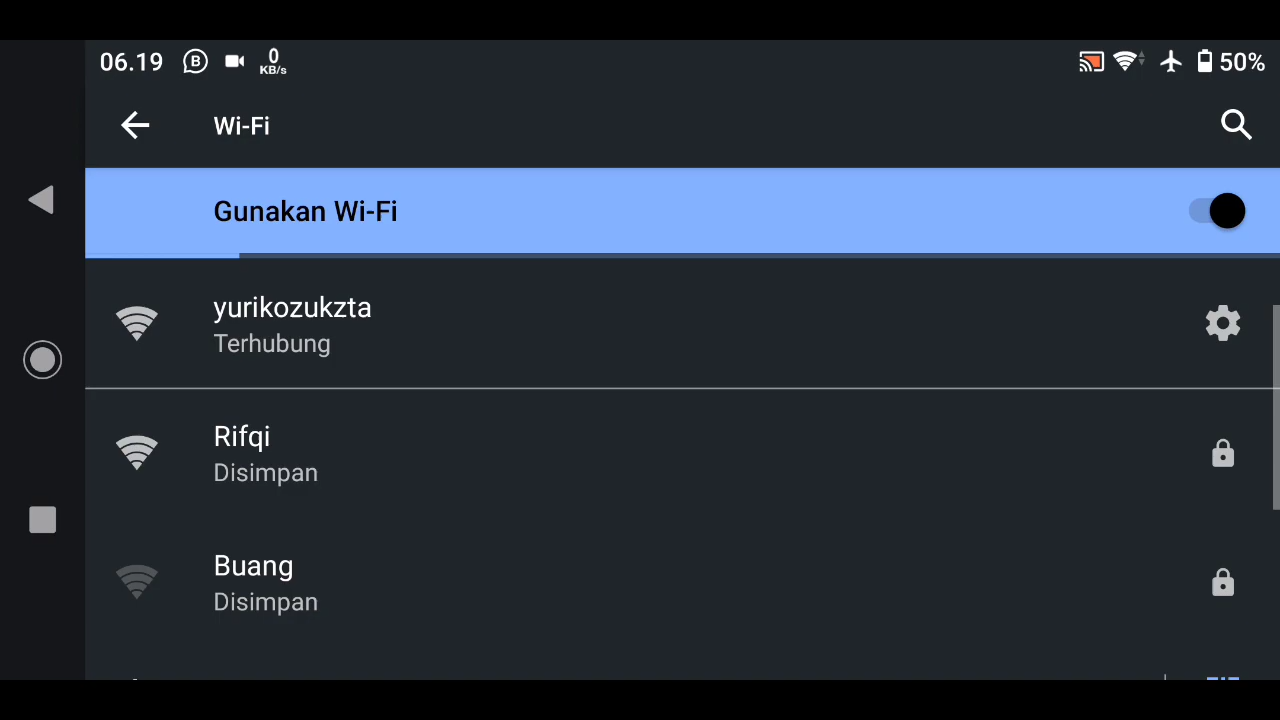 06.19 B 0 KB/s 50%
Wi-Fi
Gunakan Wi-Fi
yurikozukzta
Terhubung
Rifqi
Disimpan
Buang
Disimpan